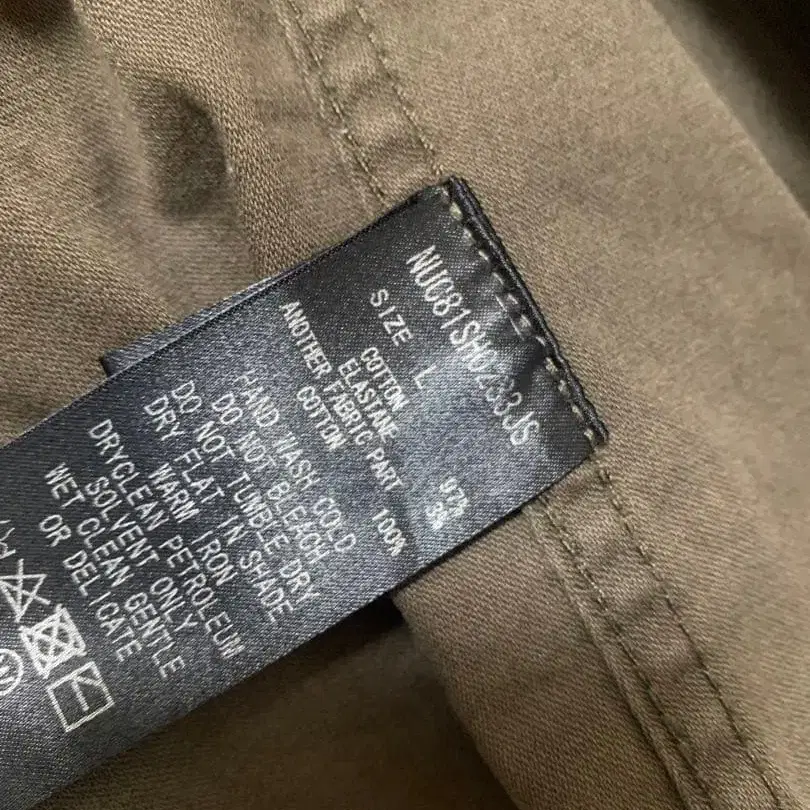 NUC81SH0233JS
SIZE L
COTTON 97%
ELASTANE 3%
ANOTHER FABRIC PART
COTTON 100%
HAND WASH COLD
DO NOT BLEACH
DO NOT TUMBLE DRY
DRY FLAT IN SHADE
WARM IRON
DRYCLEAN PETROLEUM
SOLVENT ONLY
WET CLEAN GENTLE
OR DELICATE